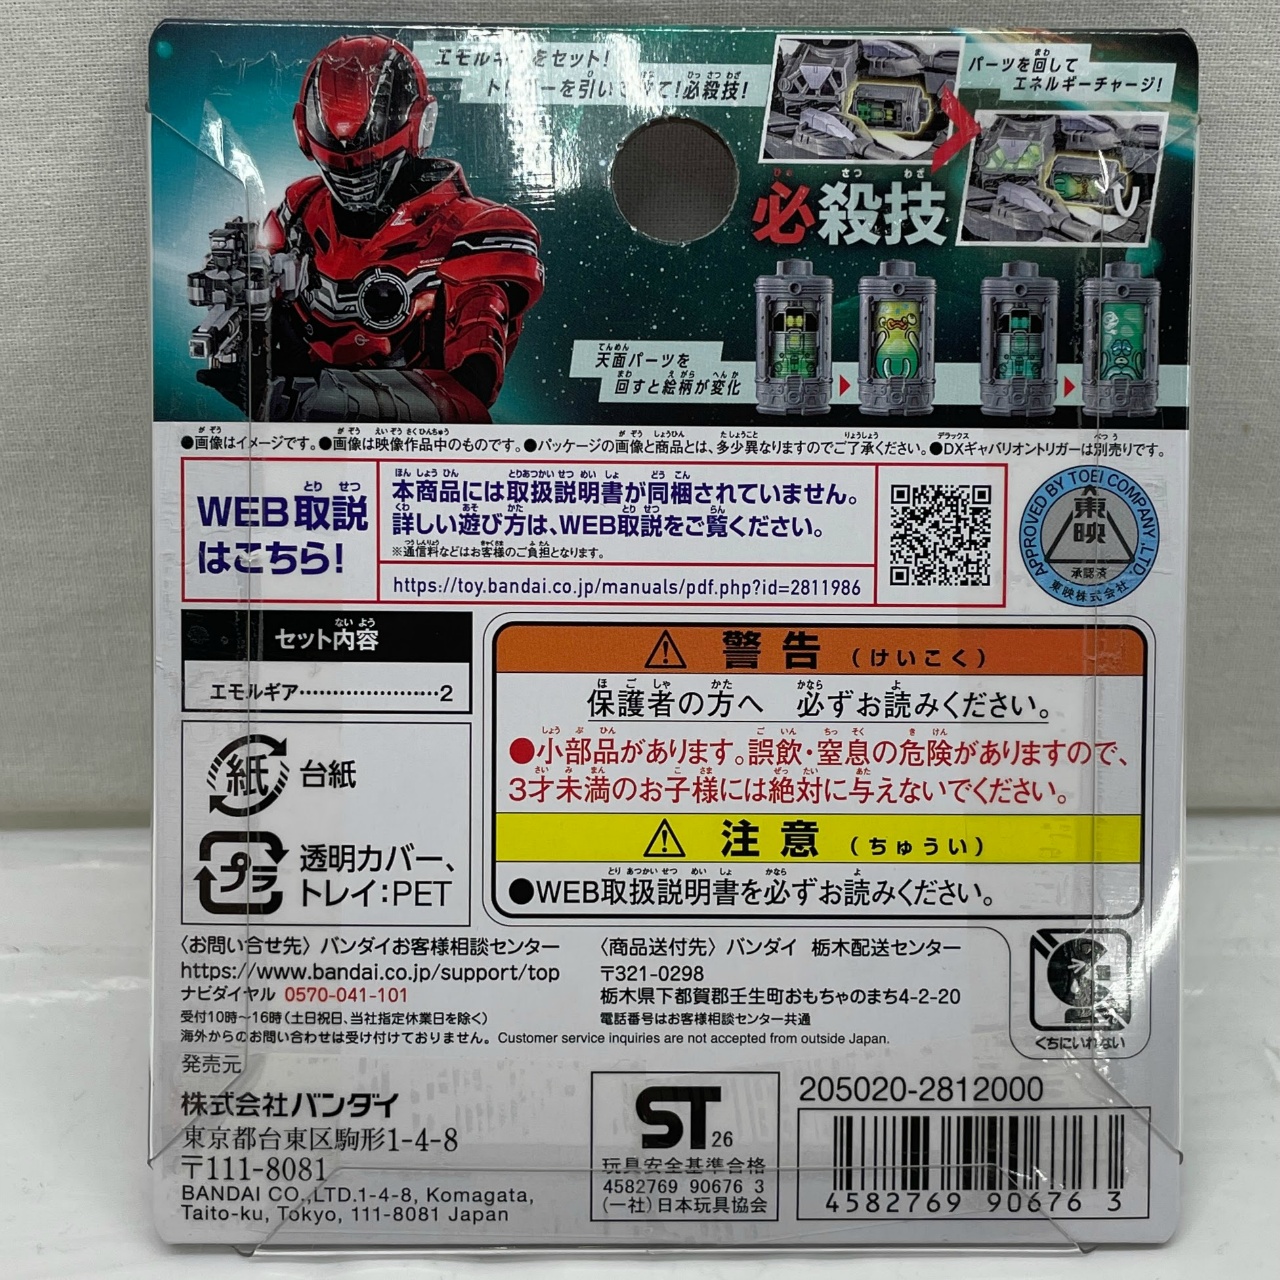 エモルギアをセット!
トリガーを引いて!必殺技!
パーツを回して
エネルギーチャージ!
必殺技
天面パーツを
回すと絵柄が変化
●画像はイメージです。●画像は映像作品中のものです。●パッケージの画像と商品とは、多少異なりますのでご了承ください。●DXギャバリオントリガーは別売りです。
WEB取説
はこちら!
本商品には取扱説明書が同梱されていません。
詳しい遊び方は、WEB取説をご覧ください。
※通信料などはお客様のご負担となります。
https://toy.bandai.co.jp/manuals/pdf.php?id=2811986
APPROVED BY TOEI COMPANY,LTD.
東映
承認済
東映株式会社
セット内容
エモルギア……………………2
紙 台紙
プラ 透明カバー、
トレイ:PET
警告(けいこく)
保護者の方へ 必ずお読みください。
●小部品があります。誤飲・窒息の危険がありますので、
3才未満のお子様には絶対に与えないでください。
注意(ちゅうい)
●WEB取扱説明書を必ずお読みください。
〈お問い合せ先〉バンダイお客様相談センター
https://www.bandai.co.jp/support/top
ナビダイヤル 0570-041-101
受付10時〜16時(土日祝日、当社指定休業日を除く)
海外からのお問い合わせは受け付けておりません。Customer service inquiries are not accepted from outside Japan.
〈商品送付先〉バンダイ 栃木配送センター
〒321-0298
栃木県下都賀郡壬生町おもちゃのまち4-2-20
電話番号はお客様相談センター共通
くちにいれない
発売元
株式会社バンダイ
東京都台東区駒形1-4-8
〒111-8081
BANDAI CO.,LTD.1-4-8, Komagata,
Taito-ku, Tokyo, 111-8081 Japan
ST 26
玩具安全基準合格
4582769 90676 3
(一社)日本玩具協会
205020-2812000
4582769 906763